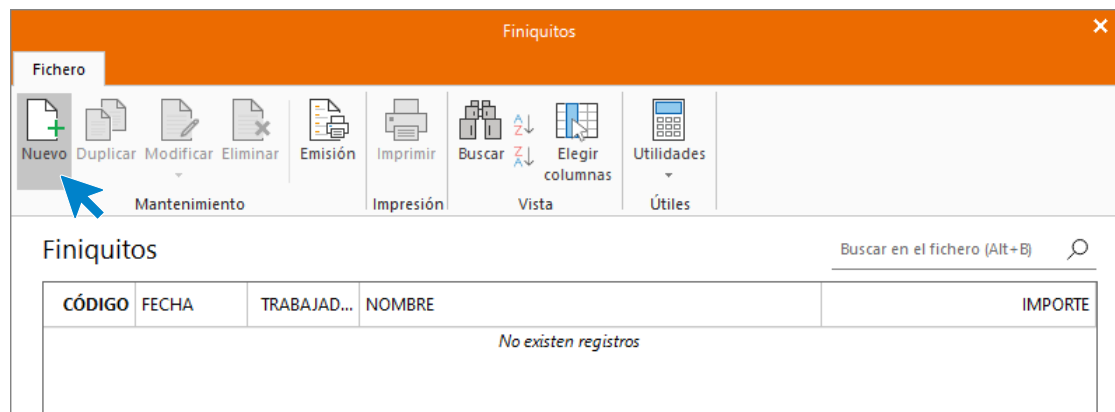 Finiquitos
Fichero
Nuevo Duplicar Modificar Eliminar Emisión Imprimir Buscar Elegir columnas Utilidades
Mantenimiento Impresión Vista Útiles
Finiquitos
Buscar en el fichero (Alt+B)
CÓDIGO FECHA TRABAJAD... NOMBRE IMPORTE
No existen registros